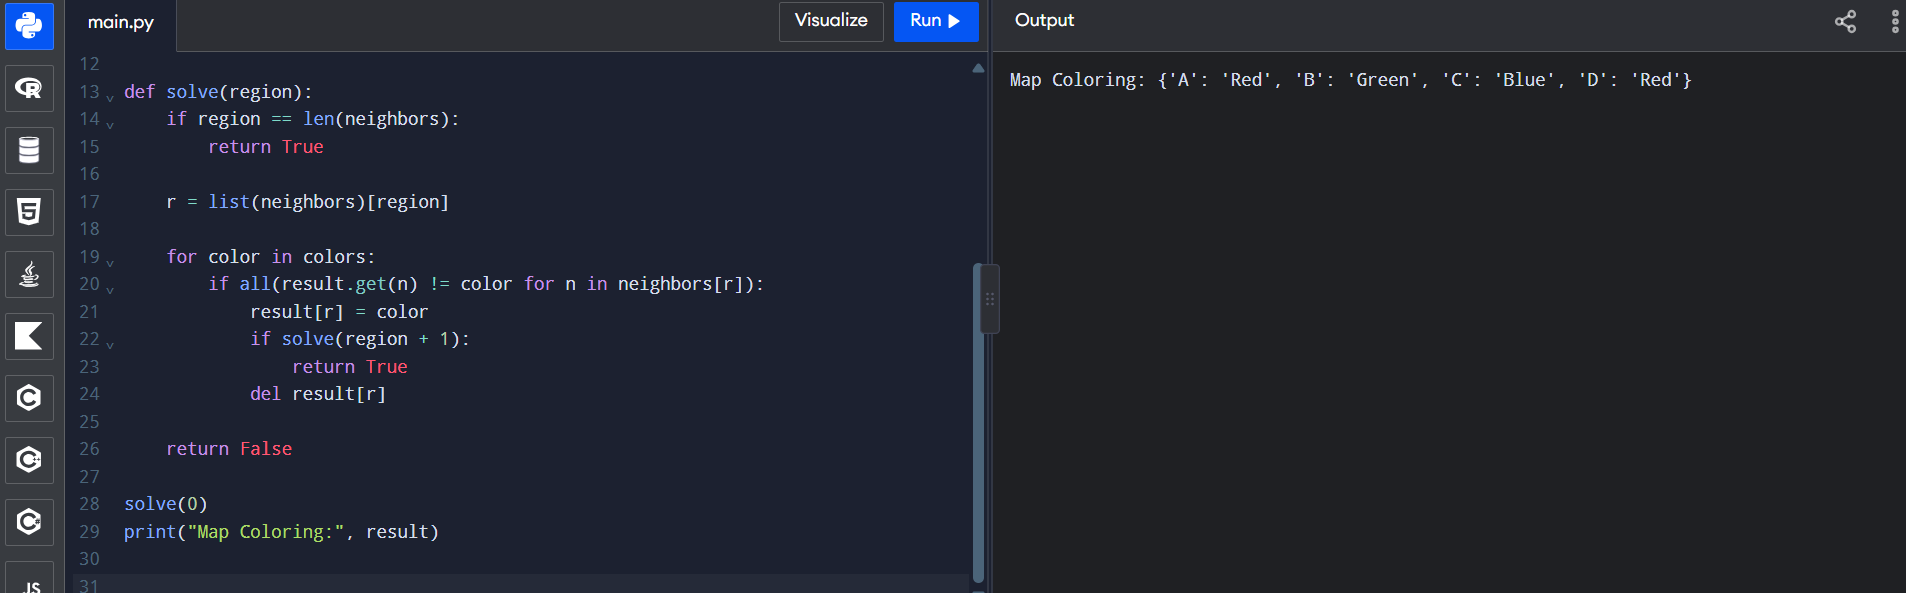 main.py
Visualize
Run
Output
12
13 def solve(region):
14     if region == len(neighbors):
15         return True
16
17     r = list(neighbors)[region]
18
19     for color in colors:
20         if all(result.get(n) != color for n in neighbors[r]):
21             result[r] = color
22             if solve(region + 1):
23                 return True
24             del result[r]
25
26     return False
27
28 solve(0)
29 print("Map Coloring:", result)
30
31
Map Coloring: {'A': 'Red', 'B': 'Green', 'C': 'Blue', 'D': 'Red'}
R
5
C
C++
C#
JS